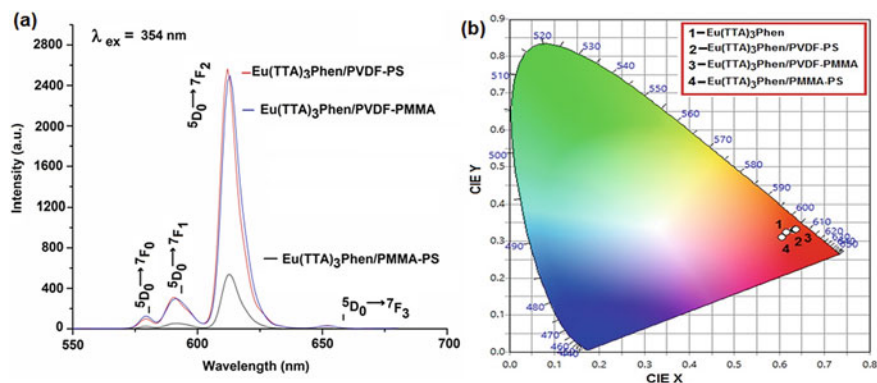 (a)
λ ex = 354 nm
2800
2400
2000
1600
1200
800
400
0
Intensity (a.u.)
Eu(TTA)3Phen/PVDF-PS
Eu(TTA)3Phen/PVDF-PMMA
Eu(TTA)3Phen/PMMA-PS
5D0→7F2
5D0→7F0
5D0→7F1
5D0→7F3
550
600
650
700
Wavelength (nm)
(b)
0.9
0.8
0.7
0.6
0.5
0.4
0.3
0.2
0.1
0.0
CIE Y
1-Eu(TTA)3Phen
2-Eu(TTA)3Phen/PVDF-PS
3-Eu(TTA)3Phen/PVDF-PMMA
4-Eu(TTA)3Phen/PMMA-PS
520
530
540
550
560
570
580
590
600
610
620
510
500
490
480
470
460
1
2
3
4
0.0
0.1
0.2
0.3
0.4
0.5
0.6
0.7
0.8
CIE X